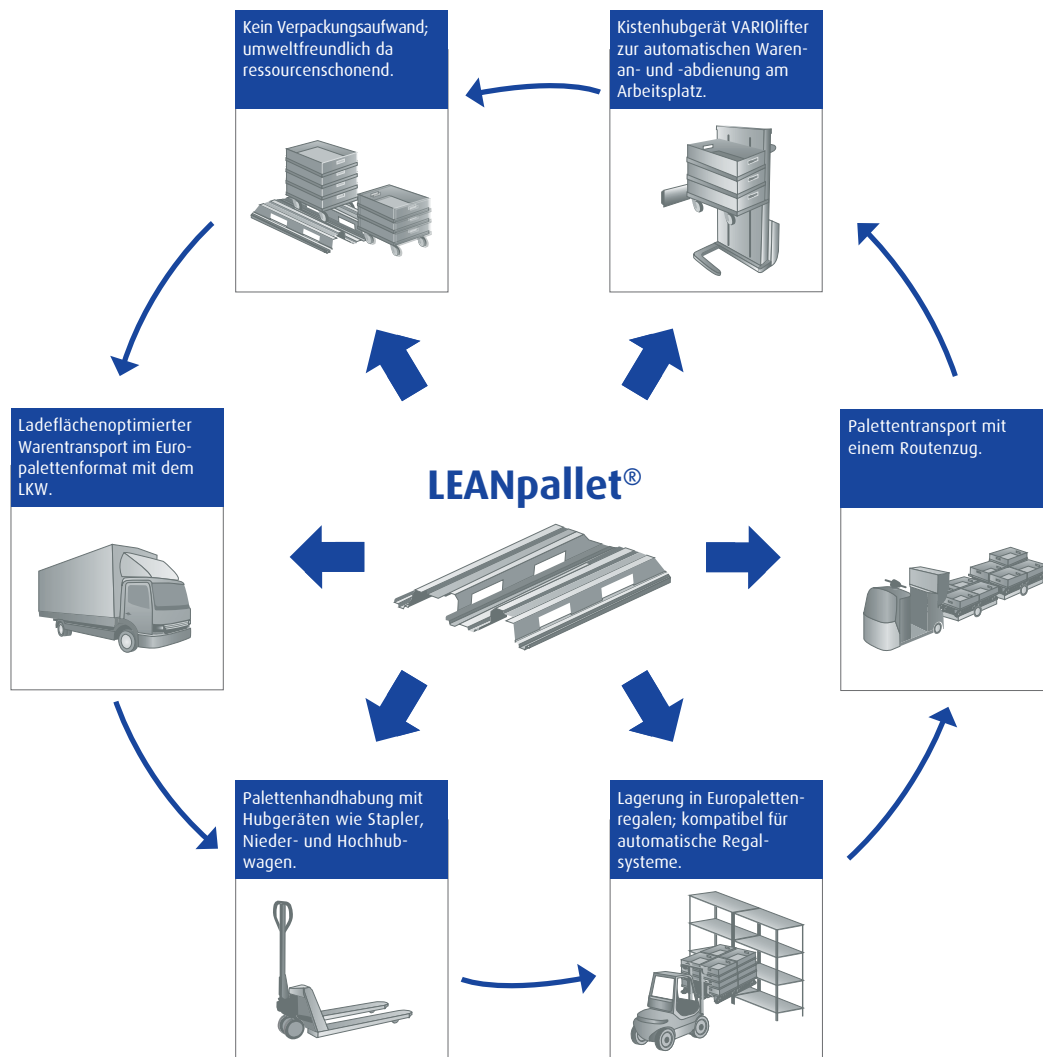 Kein Verpackungsaufwand;
umweltfreundlich da
ressourcenschonend.
Kistenhubgerät VARIOlifter
zur automatischen Waren-
an- und -abdienung am
Arbeitsplatz.
Ladeflächenoptimierter
Warentransport im Euro-
palettenformat mit dem
LKW.
LEANpallet®
Palettentransport mit
einem Routenzug.
Palettenhandhabung mit
Hubgeräten wie Stapler,
Nieder- und Hochhub-
wagen.
Lagerung in Europaletten-
regalen; kompatibel für
automatische Regal-
systeme.